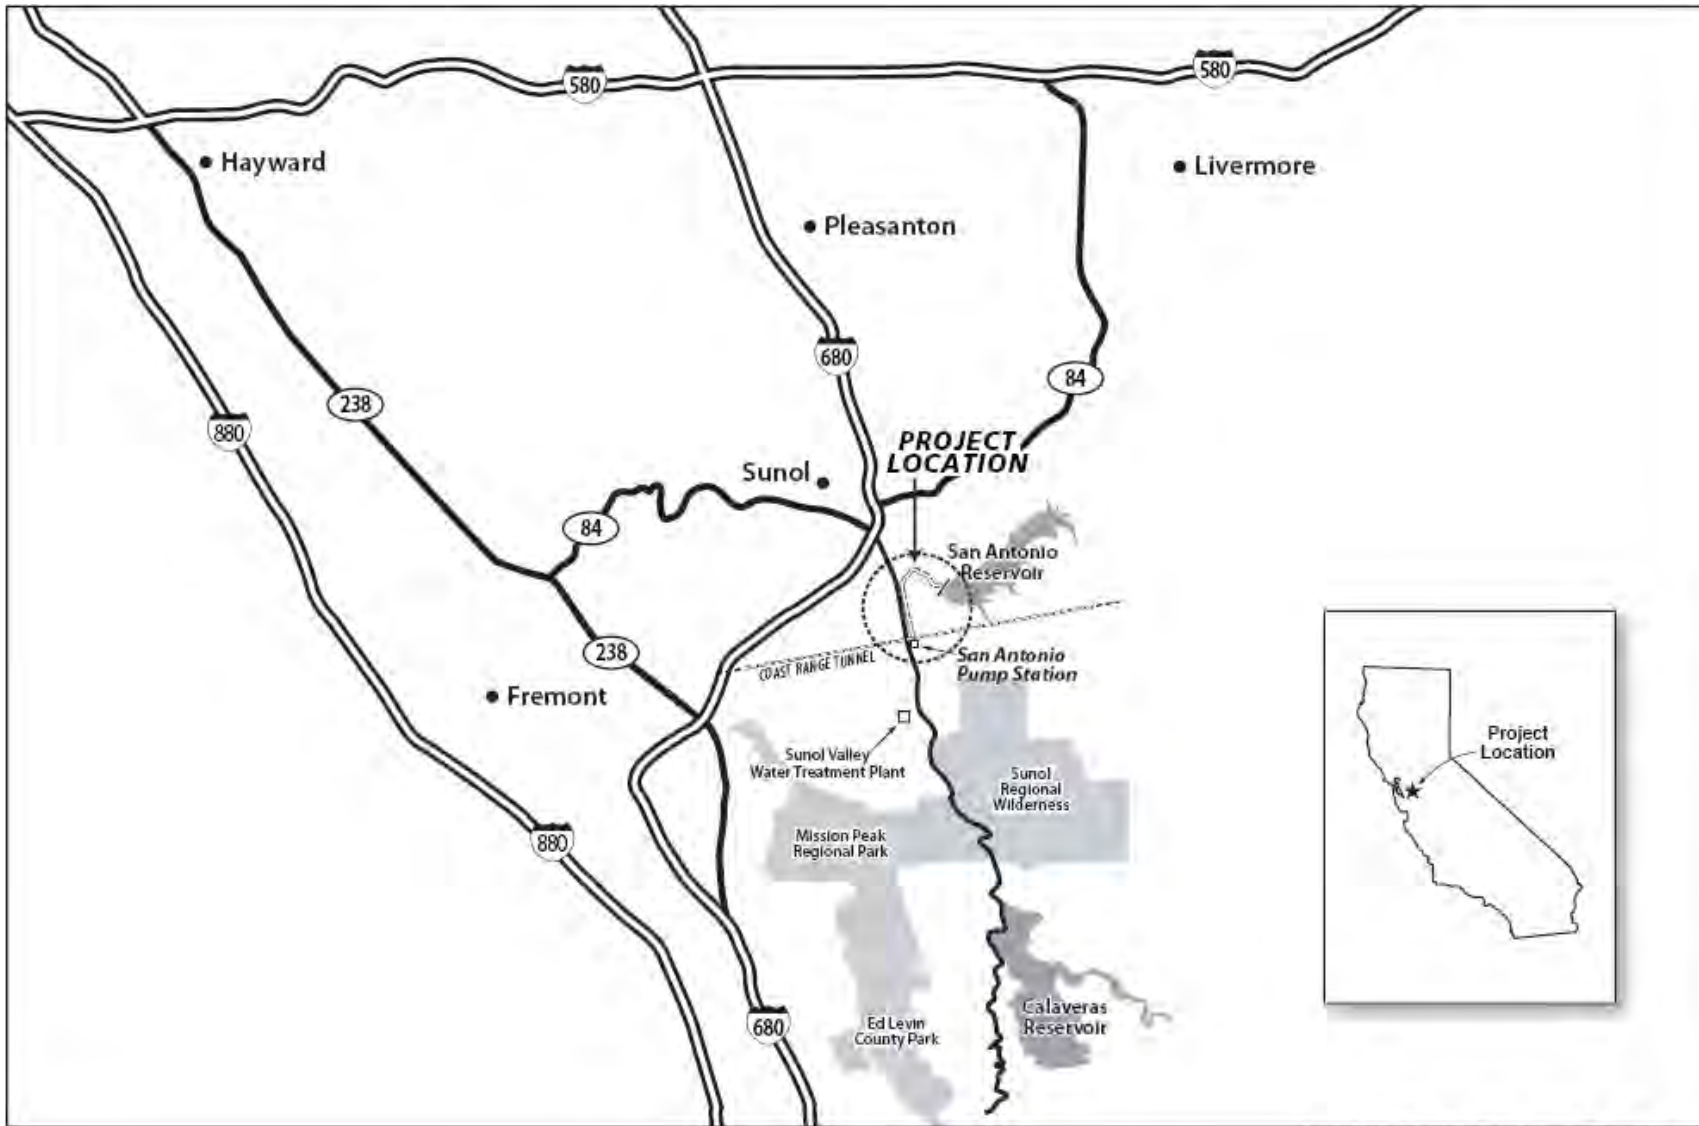 580
580
Hayward
Livermore
Pleasanton
680
84
238
880
PROJECT
LOCATION
Sunol
84
San Antonio
Reservoir
238
COAST RANGE TUNNEL
San Antonio
Pump Station
Fremont
Sunol Valley
Water Treatment Plant
Sunol
Regional
Wilderness
Project
Location
Mission Peak
Regional Park
880
Calaveras
Reservoir
680
Ed Levin
County Park